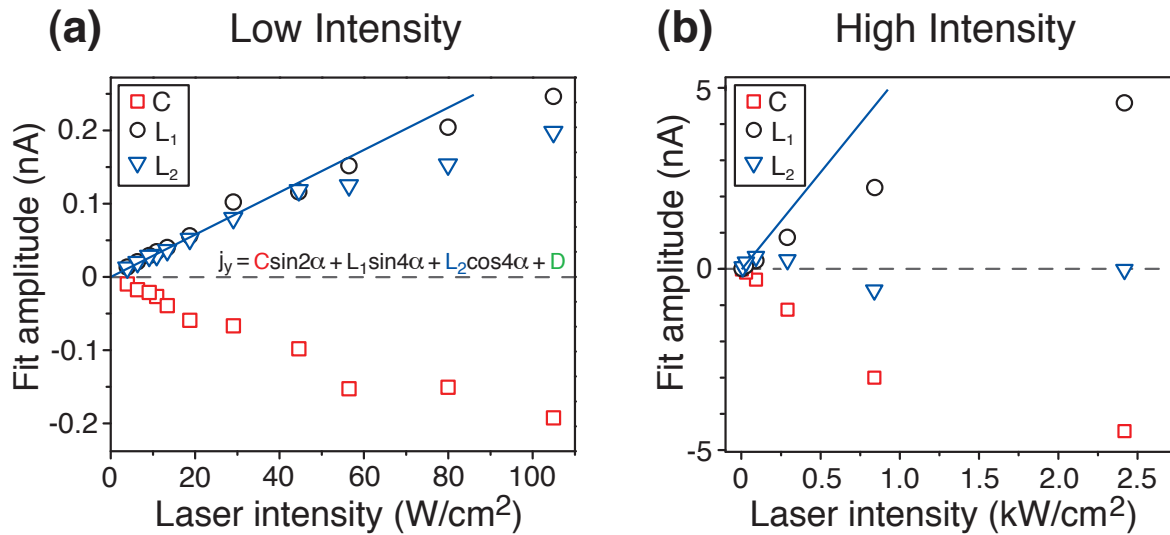 (a) Low Intensity
Fit amplitude (nA)
0.2
0.1
0
-0.1
-0.2
C
L₁
L₂
j_y = Csin2α + L₁sin4α + L₂cos4α + D
0 20 40 60 80 100
Laser intensity (W/cm²)
(b) High Intensity
Fit amplitude (nA)
5
0
-5
C
L₁
L₂
0 0.5 1.0 1.5 2.0 2.5
Laser intensity (kW/cm²)